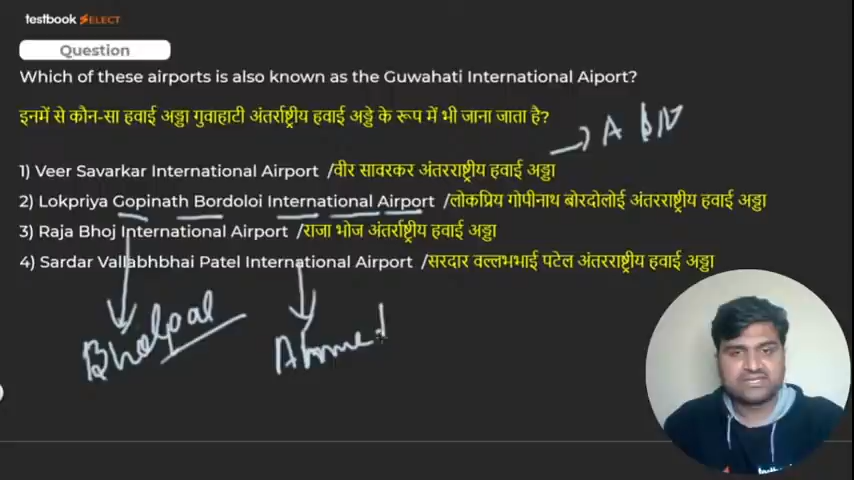 testbook SELECT
Question
Which of these airports is also known as the Guwahati International Aiport?
इनमें से कौन-सा हवाई अड्डा गुवाहाटी अंतर्राष्ट्रीय हवाई अड्डे के रूप में भी जाना जाता है?
1) Veer Savarkar International Airport /वीर सावरकर अंतरराष्ट्रीय हवाई अड्डा
2) Lokpriya Gopinath Bordoloi International Airport /लोकप्रिय गोपीनाथ बोरदोलोई अंतरराष्ट्रीय हवाई अड्डा
3) Raja Bhoj International Airport /राजा भोज अंतर्राष्ट्रीय हवाई अड्डा
4) Sardar Vallabhbhai Patel International Airport /सरदार वल्लभभाई पटेल अंतरराष्ट्रीय हवाई अड्डा
Bhopal